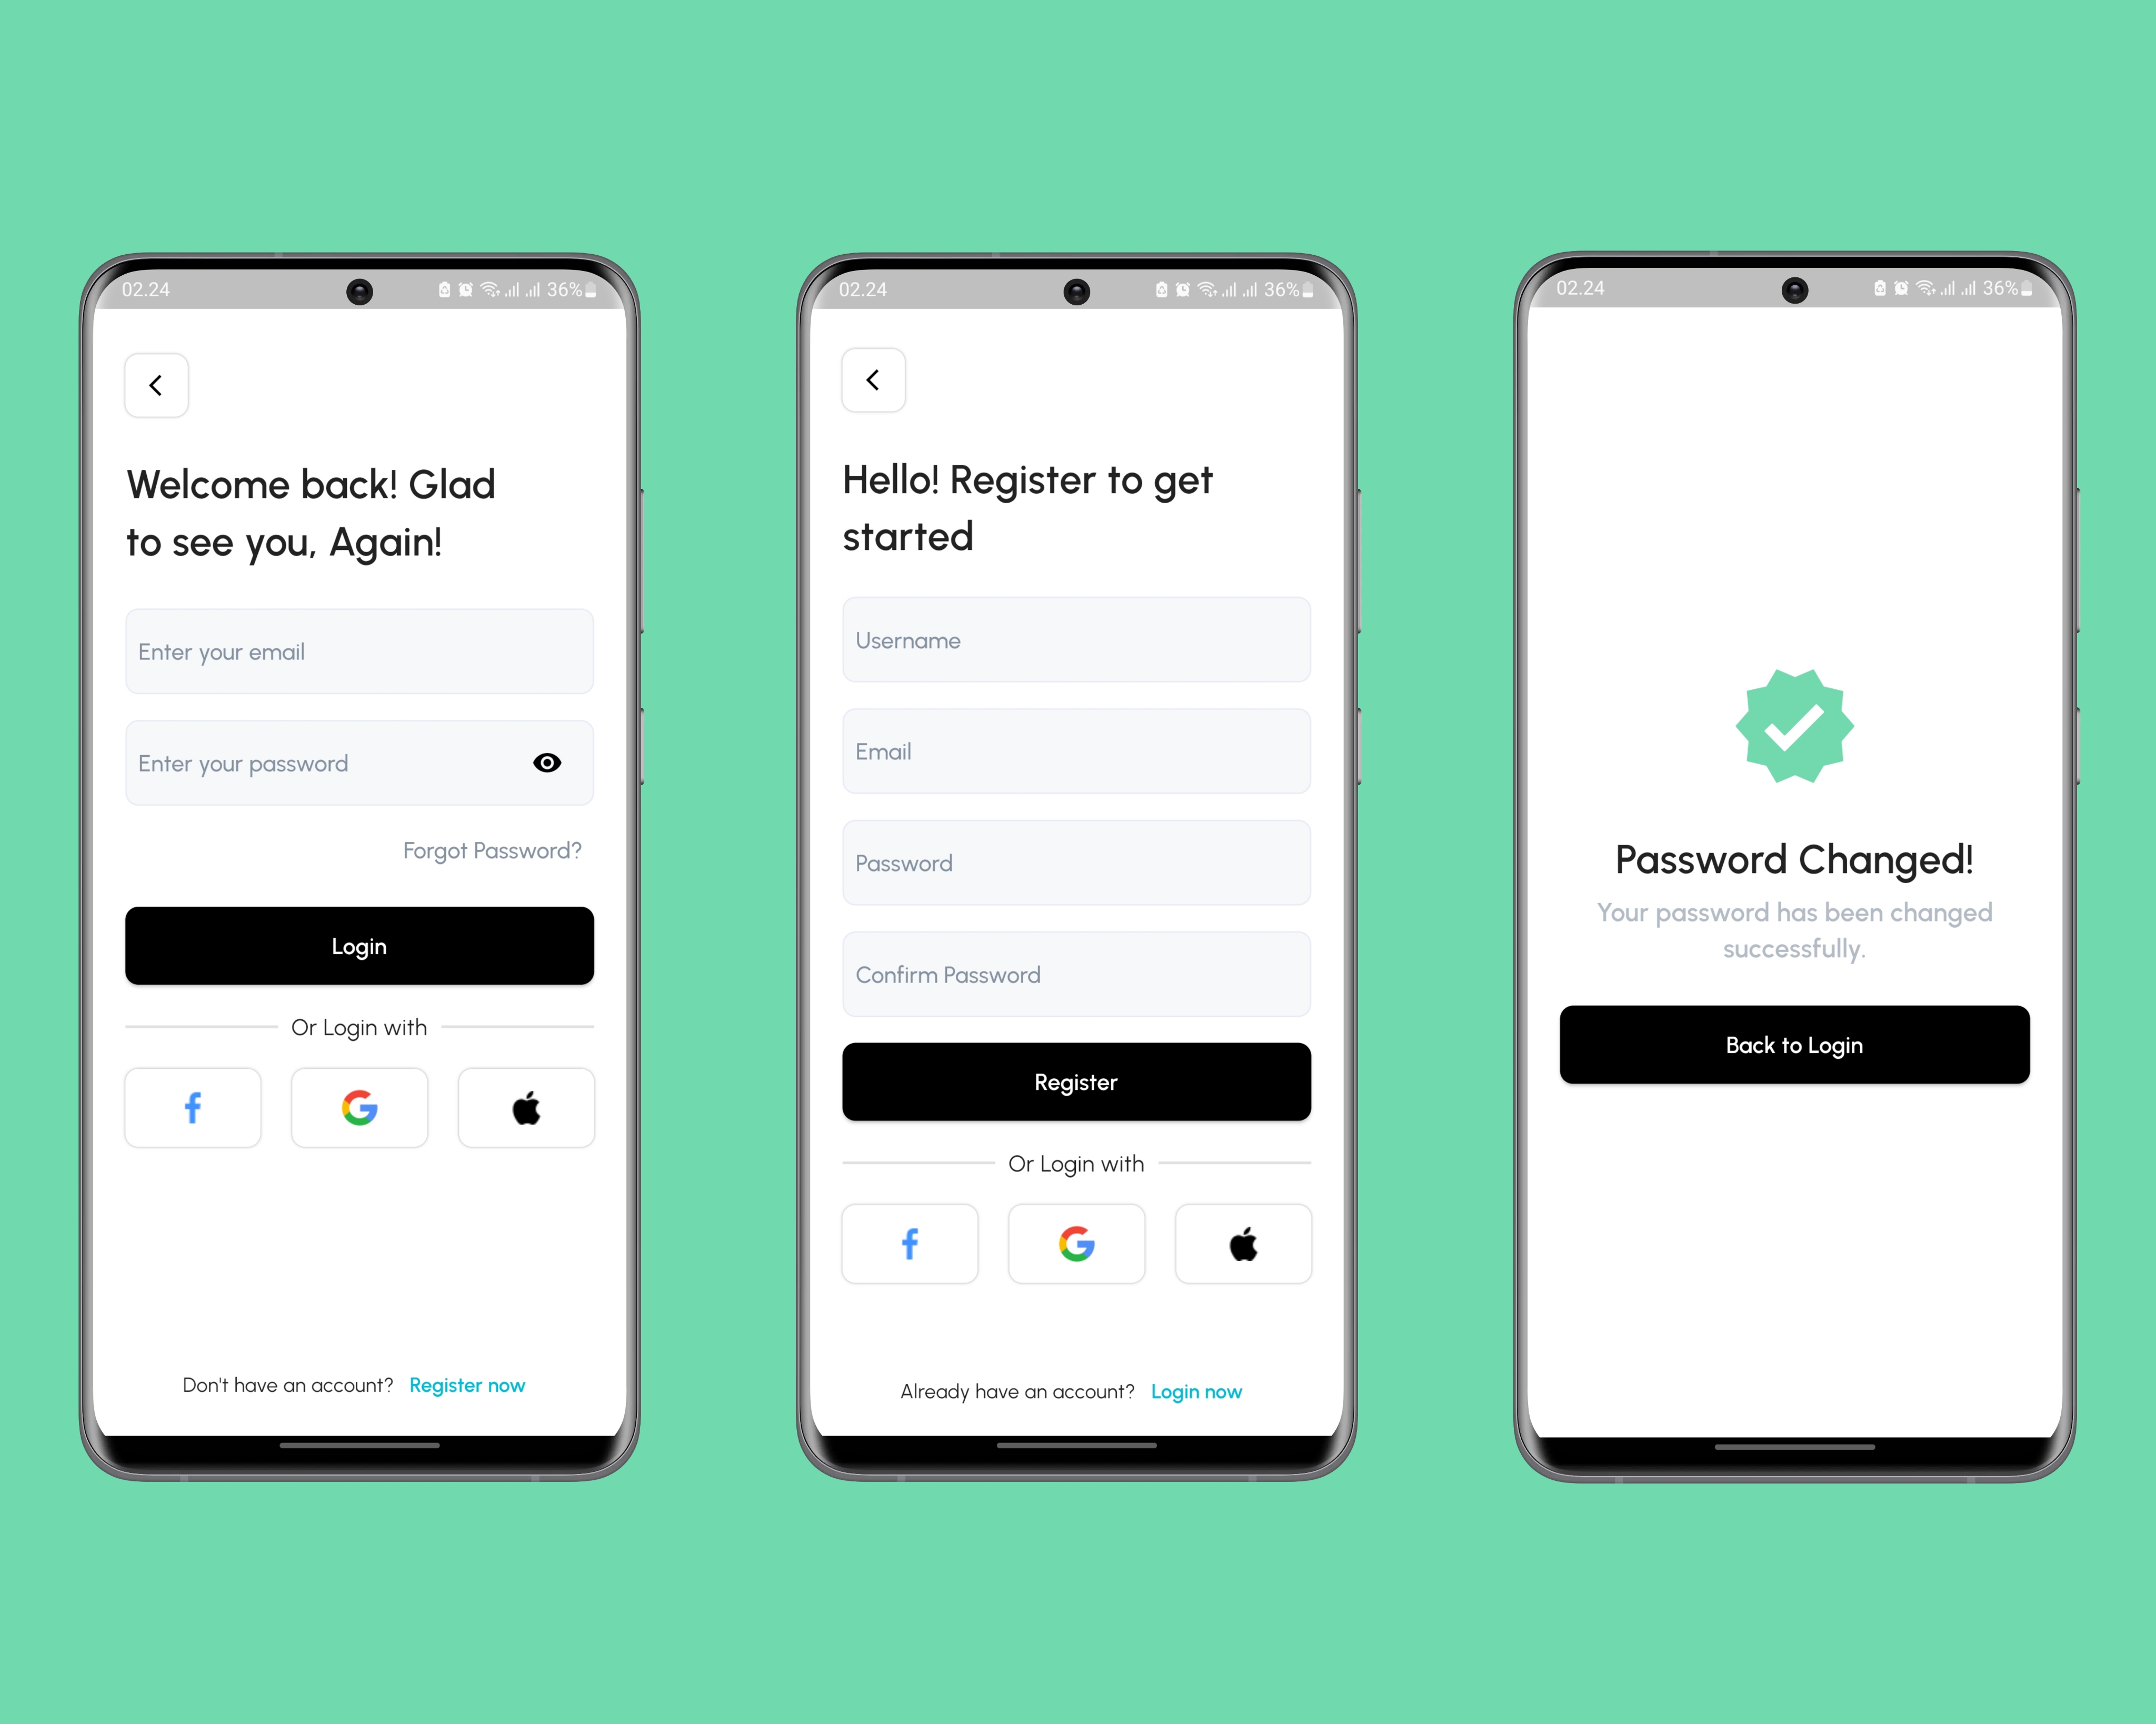 02.24
36%
Welcome back! Glad
to see you, Again!
Enter your email
Enter your password
Forgot Password?
Login
Or Login with
Don't have an account? Register now
02.24
36%
Hello! Register to get
started
Username
Email
Password
Confirm Password
Register
Or Login with
Already have an account? Login now
02.24
36%
Password Changed!
Your password has been changed
successfully.
Back to Login